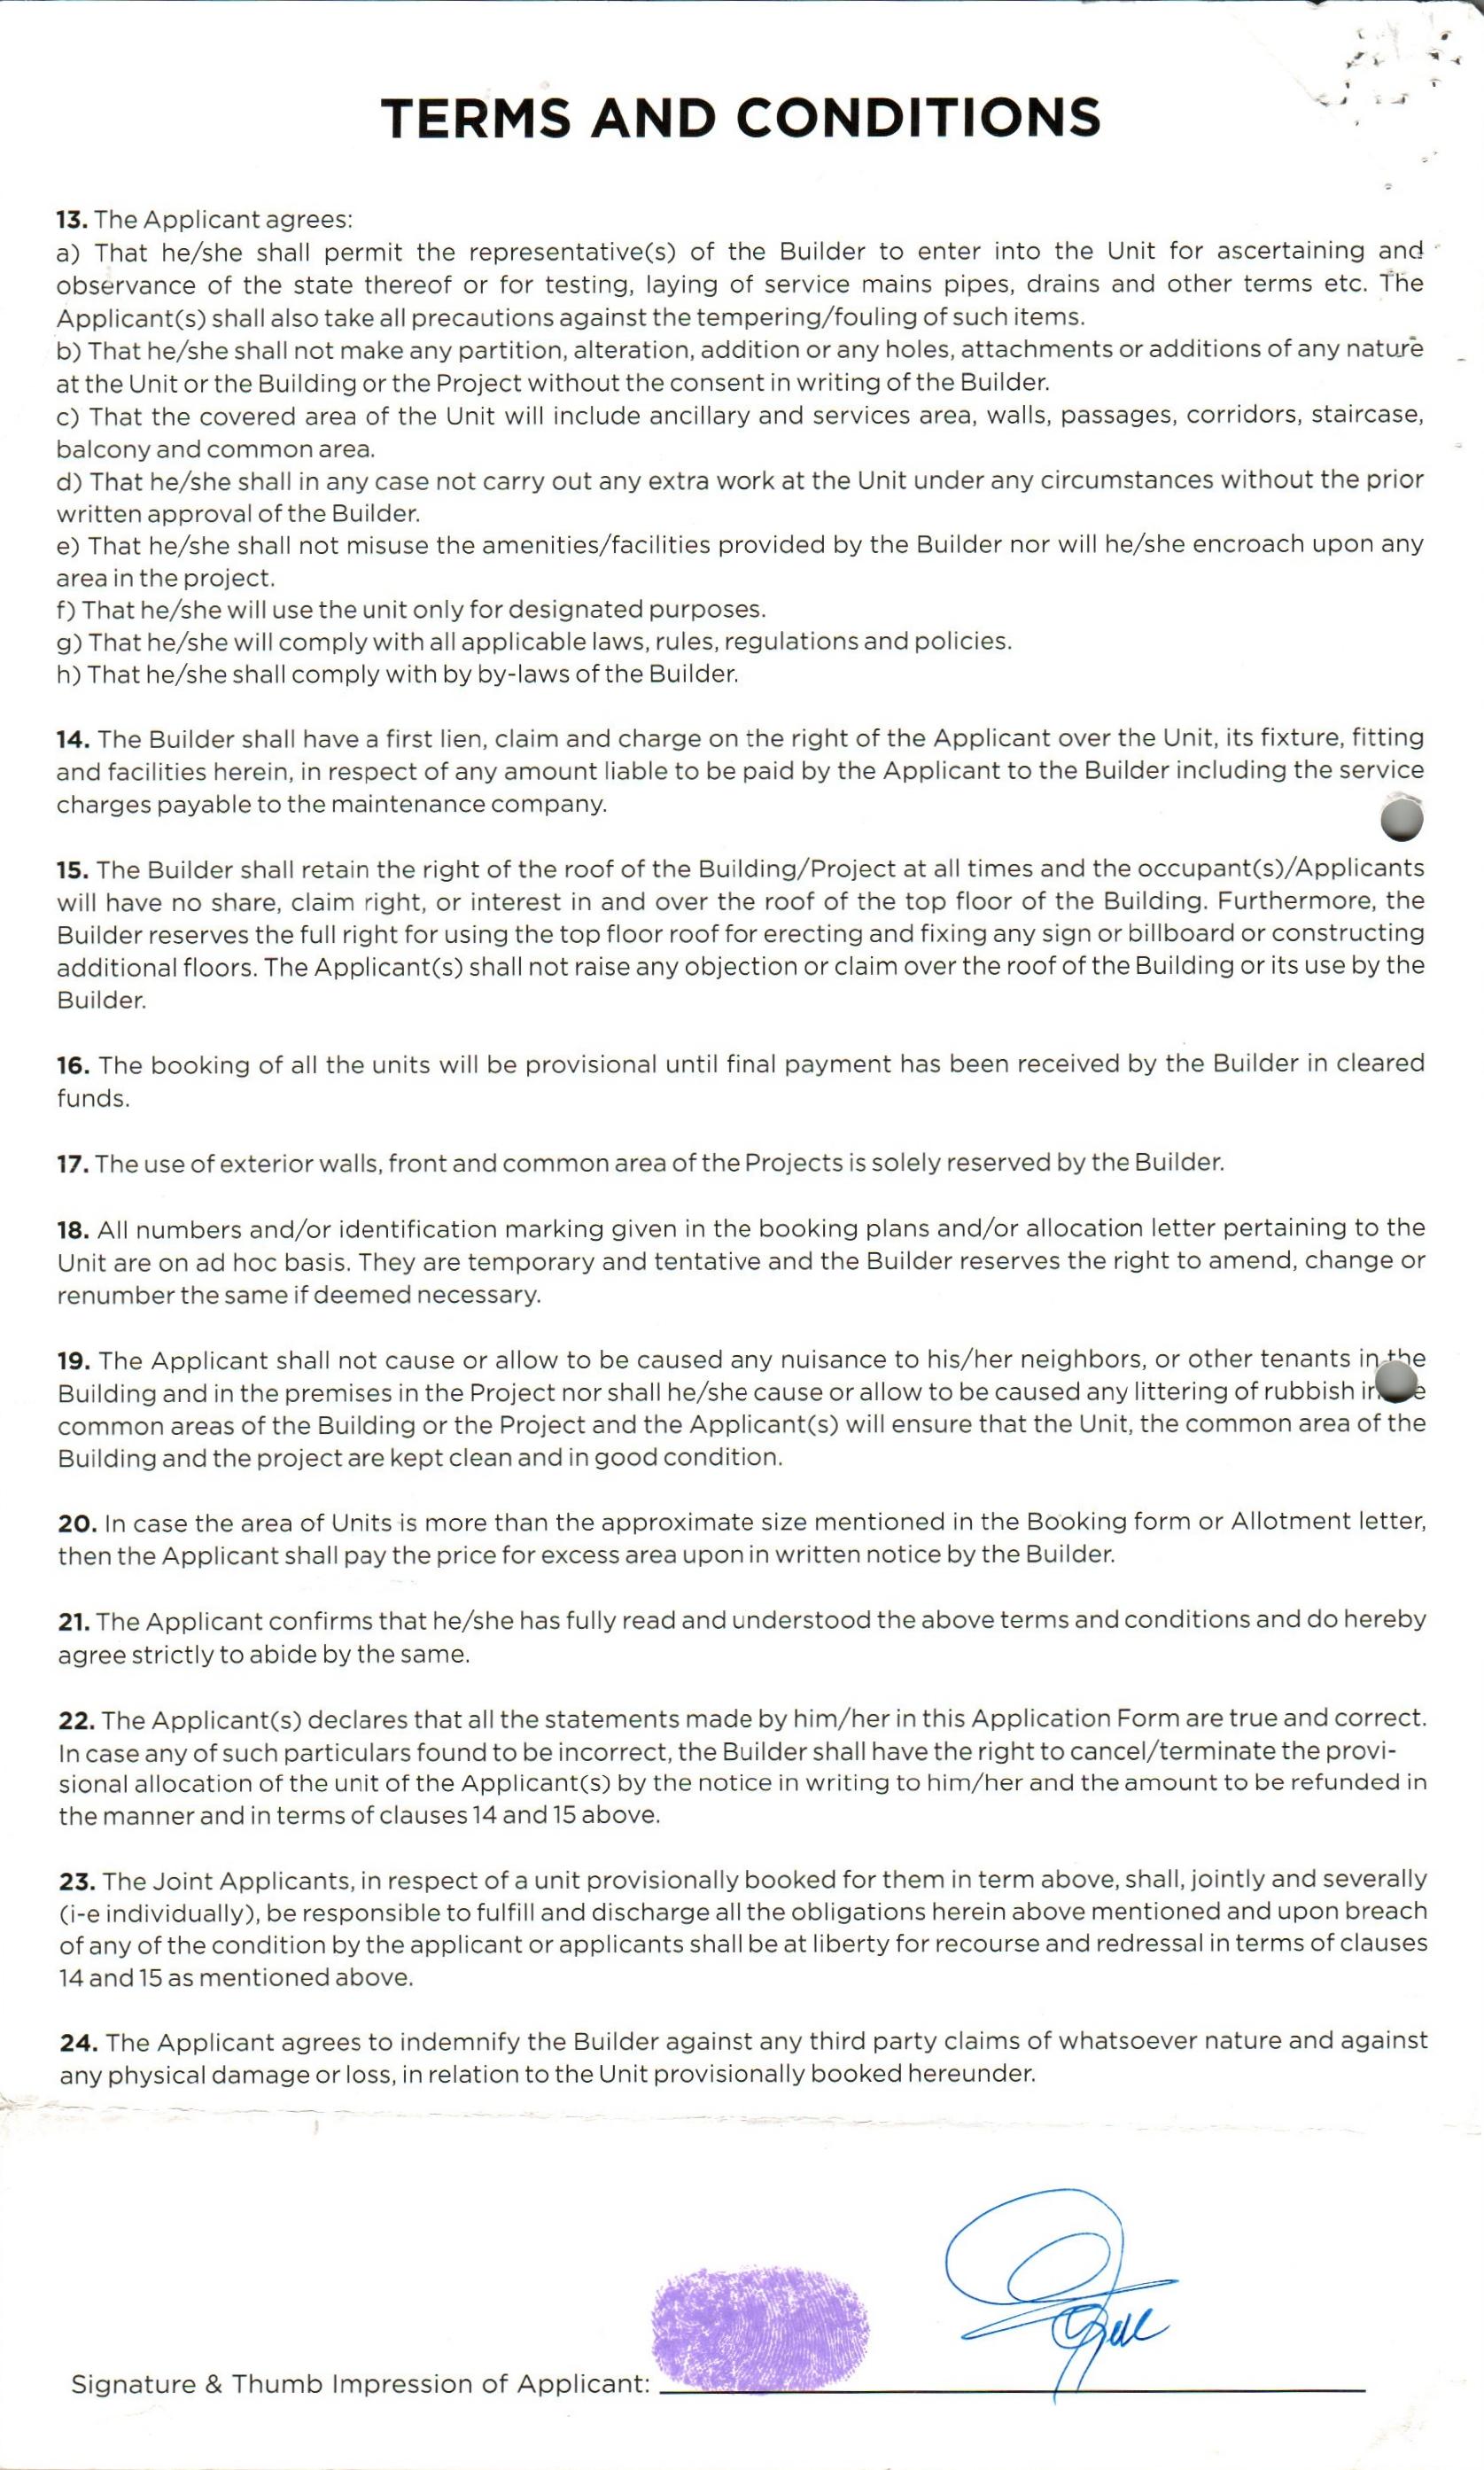 TERMS AND CONDITIONS
13. The Applicant agrees:
a) That he/she shall permit the representative(s) of the Builder to enter into the Unit for ascertaining and
observance of the state thereof or for testing, laying of service mains pipes, drains and other terms etc. The
Applicant(s) shall also take all precautions against the tempering/fouling of such items.
b) That he/she shall not make any partition, alteration, addition or any holes, attachments or additions of any nature
at the Unit or the Building or the Project without the consent in writing of the Builder.
c) That the covered area of the Unit will include ancillary and services area, walls, passages, corridors, staircase,
balcony and common area.
d) That he/she shall in any case not carry out any extra work at the Unit under any circumstances without the prior
written approval of the Builder.
e) That he/she shall not misuse the amenities/facilities provided by the Builder nor will he/she encroach upon any
area in the project.
f) That he/she will use the unit only for designated purposes.
g) That he/she will comply with all applicable laws, rules, regulations and policies.
h) That he/she shall comply with by by-laws of the Builder.
14. The Builder shall have a first lien, claim and charge on the right of the Applicant over the Unit, its fixture, fitting
and facilities herein, in respect of any amount liable to be paid by the Applicant to the Builder including the service
charges payable to the maintenance company.
15. The Builder shall retain the right of the roof of the Building/Project at all times and the occupant(s)/Applicants
will have no share, claim right, or interest in and over the roof of the top floor of the Building. Furthermore, the
Builder reserves the full right for using the top floor roof for erecting and fixing any sign or billboard or constructing
additional floors. The Applicant(s) shall not raise any objection or claim over the roof of the Building or its use by the
Builder.
16. The booking of all the units will be provisional until final payment has been received by the Builder in cleared
funds.
17. The use of exterior walls, front and common area of the Projects is solely reserved by the Builder.
18. All numbers and/or identification marking given in the booking plans and/or allocation letter pertaining to the
Unit are on ad hoc basis. They are temporary and tentative and the Builder reserves the right to amend, change or
renumber the same if deemed necessary.
19. The Applicant shall not cause or allow to be caused any nuisance to his/her neighbors, or other tenants in the
Building and in the premises in the Project nor shall he/she cause or allow to be caused any littering of rubbish
common areas of the Building or the Project and the Applicant(s) will ensure that the Unit, the common area of the
Building and the project are kept clean and in good condition.
20. In case the area of Units is more than the approximate size mentioned in the Booking form or Allotment letter,
then the Applicant shall pay the price for excess area upon in written notice by the Builder.
21. The Applicant confirms that he/she has fully read and understood the above terms and conditions and do hereby
agree strictly to abide by the same.
22. The Applicant(s) declares that all the statements made by him/her in this Application Form are true and correct.
In case any of such particulars found to be incorrect, the Builder shall have the right to cancel/terminate the provi-
sional allocation of the unit of the Applicant(s) by the notice in writing to him/her and the amount to be refunded in
the manner and in terms of clauses 14 and 15 above.
23. The Joint Applicants, in respect of a unit provisionally booked for them in term above, shall, jointly and severally
(i-e individually), be responsible to fulfill and discharge all the obligations herein above mentioned and upon breach
of any of the condition by the applicant or applicants shall be at liberty for recourse and redressal in terms of clauses
14 and 15 as mentioned above.
24. The Applicant agrees to indemnify the Builder against any third party claims of whatsoever nature and against
any physical damage or loss, in relation to the Unit provisionally booked hereunder.
Signature & Thumb Impression of Applicant: